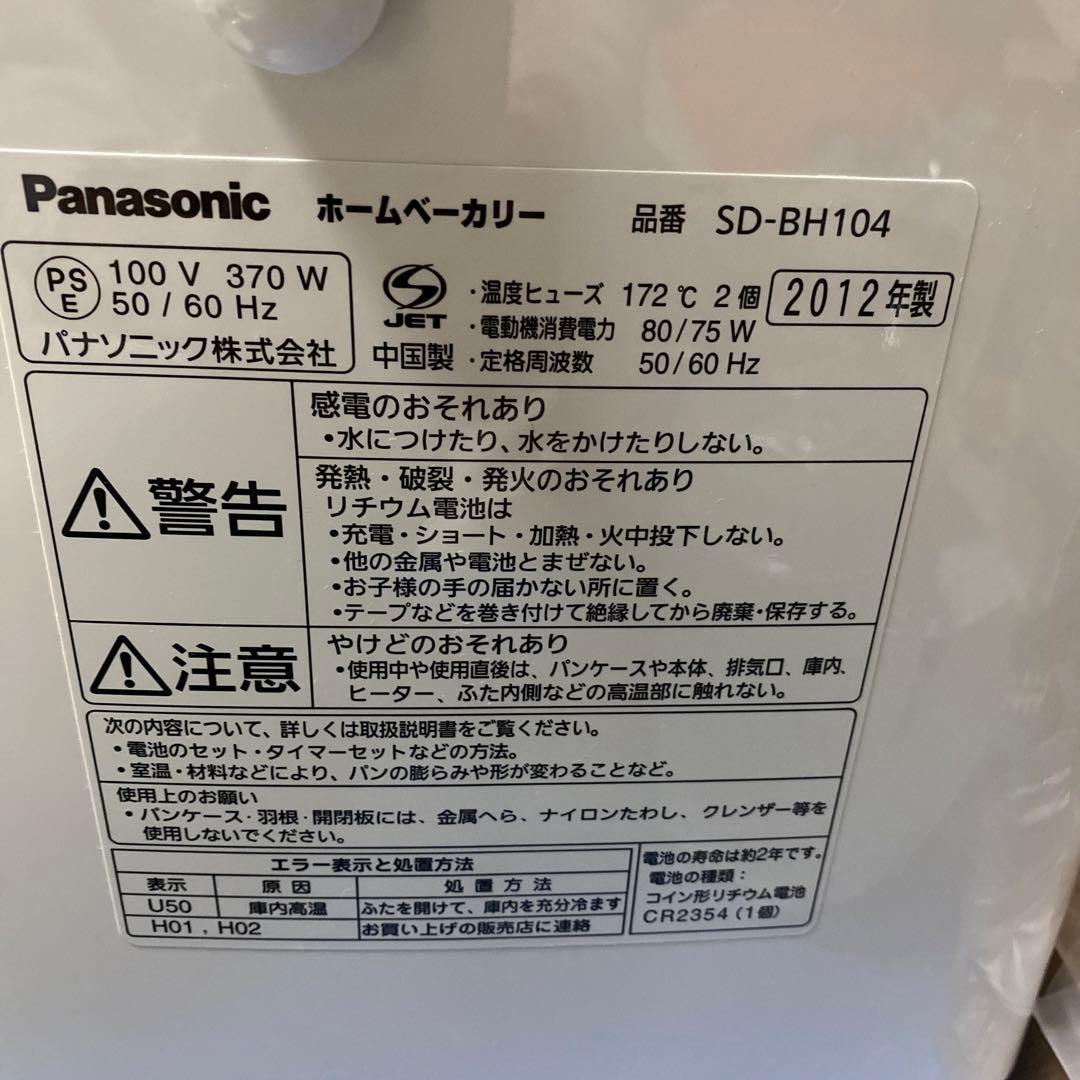 Panasonic ホームベーカリー 品番 SD-BH104
PS E 100 V 370 W
50 / 60 Hz
パナソニック株式会社
JET
中国製
・温度ヒューズ 172℃ 2個
・電動機消費電力 80/75 W
・定格周波数 50/60 Hz
2012年製
警告
感電のおそれあり
・水につけたり、水をかけたりしない。
発熱・破裂・発火のおそれあり
リチウム電池は
・充電・ショート・加熱・火中投下しない。
・他の金属や電池とまぜない。
・お子様の手の届かない所に置く。
・テープなどを巻き付けて絶縁してから廃棄・保存する。
注意
やけどのおそれあり
・使用中や使用直後は、パンケースや本体、排気口、庫内、
ヒーター、ふた内側などの高温部に触れない。
次の内容について、詳しくは取扱説明書をご覧ください。
・電池のセット・タイマーセットなどの方法。
・室温・材料などにより、パンの膨らみや形が変わることなど。
使用上のお願い
・パンケース・羽根・開閉板には、金属へら、ナイロンたわし、クレンザー等を
使用しないでください。
エラー表示と処置方法
表示 原因 処置方法
U50 庫内高温 ふたを開けて、庫内を充分冷ます
H01 , H02 お買い上げの販売店に連絡
電池の寿命は約2年です。
電池の種類：
コイン形リチウム電池
CR2354（1個）